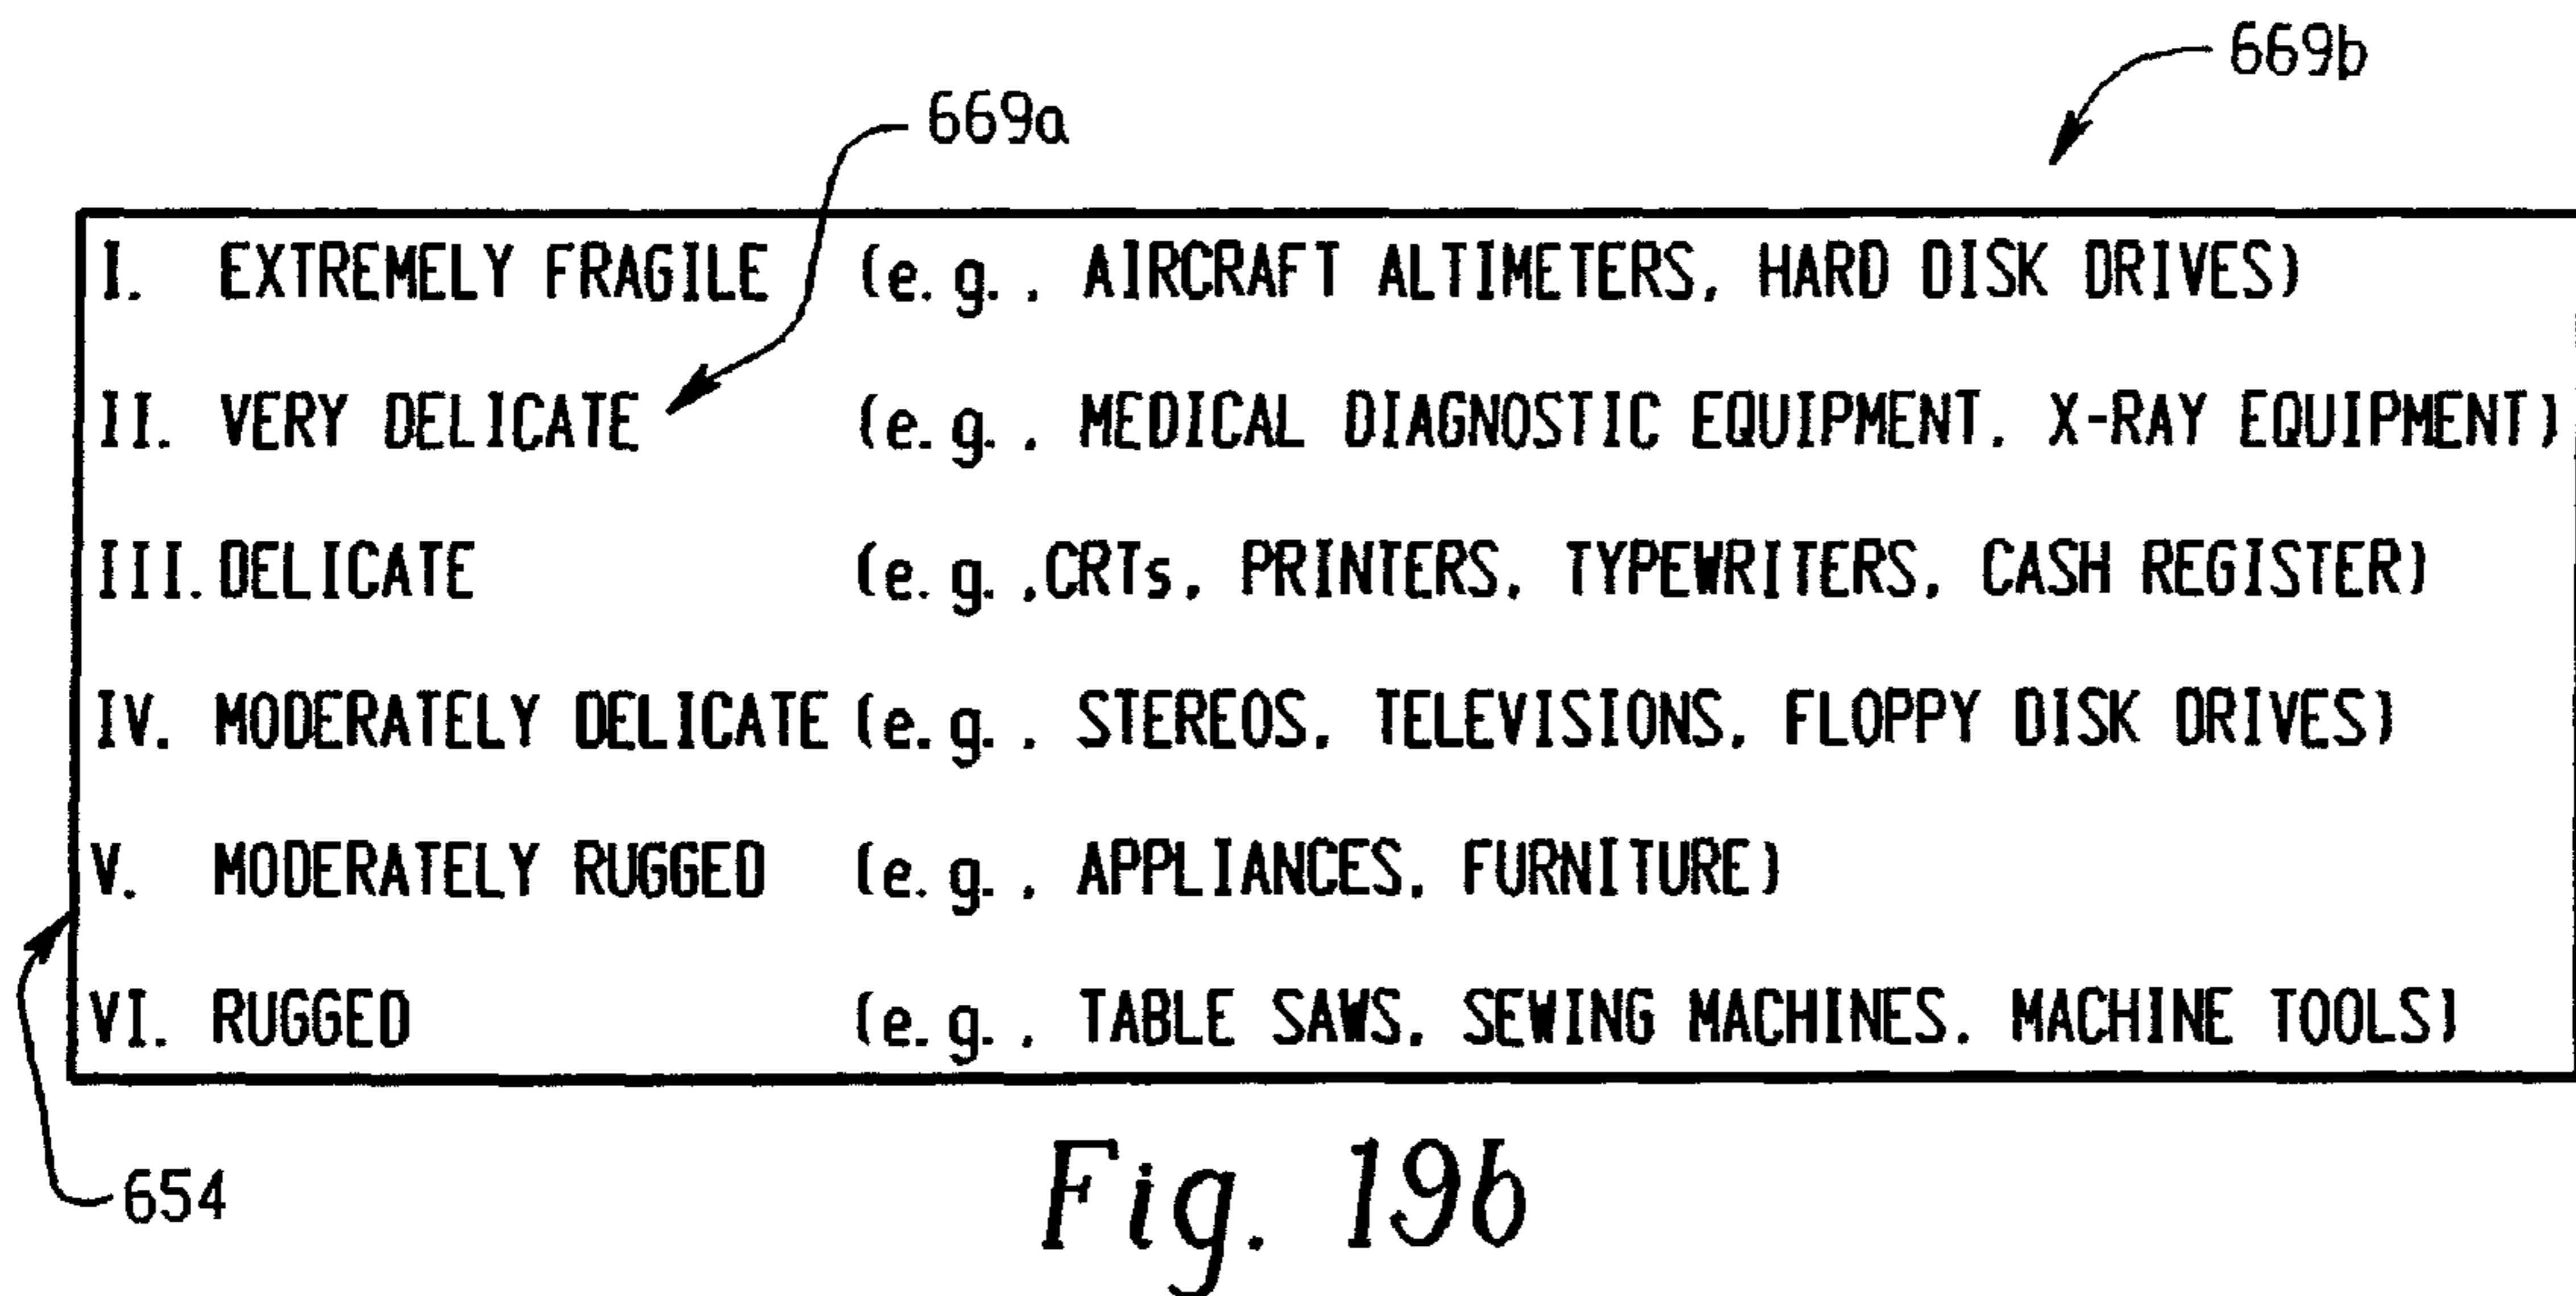 669b
669a
I. EXTREMELY FRAGILE (e.g., AIRCRAFT ALTIMETERS, HARD DISK DRIVES)
II. VERY DELICATE (e.g., MEDICAL DIAGNOSTIC EQUIPMENT, X-RAY EQUIPMENT)
III. DELICATE (e.g.,CRTs, PRINTERS, TYPEWRITERS, CASH REGISTER)
IV. MODERATELY DELICATE (e.g., STEREOS, TELEVISIONS, FLOPPY DISK DRIVES)
V. MODERATELY RUGGED (e.g., APPLIANCES, FURNITURE)
VI. RUGGED (e.g., TABLE SAWS, SEWING MACHINES, MACHINE TOOLS)
654
Fig. 19b